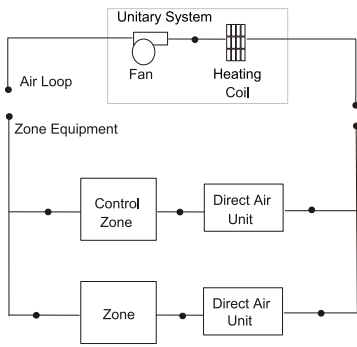 Unitary System
Fan
Heating
Coil
Air Loop
Zone Equipment
Control
Zone
Direct Air
Unit
Zone
Direct Air
Unit